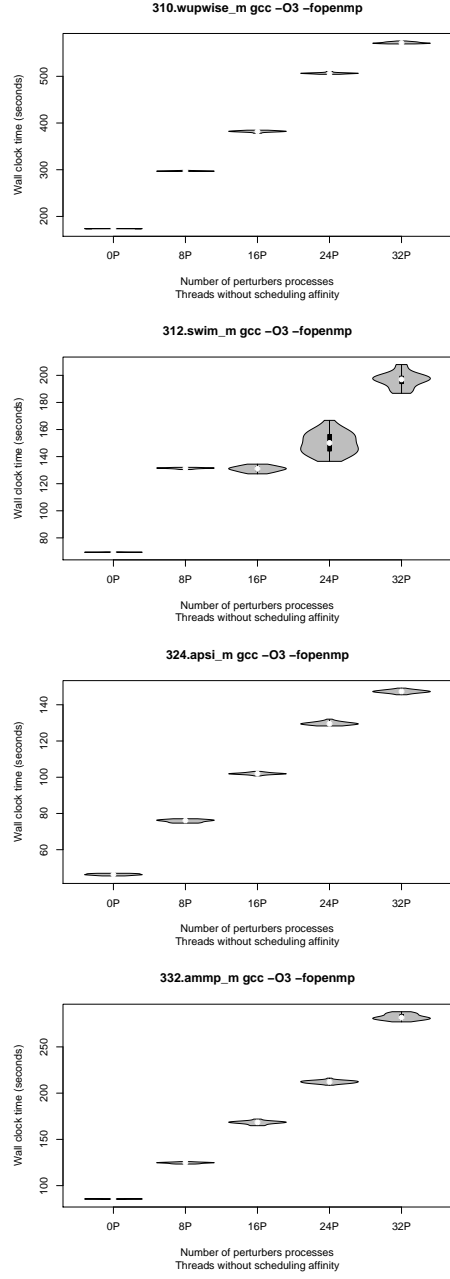 310.wupwise_m gcc −O3 −fopenmp
Wall clock time (seconds)
500
400
300
200
0P 8P 16P 24P 32P
Number of perturbers processes
Threads without scheduling affinity
312.swim_m gcc −O3 −fopenmp
Wall clock time (seconds)
200
180
160
140
120
100
80
0P 8P 16P 24P 32P
Number of perturbers processes
Threads without scheduling affinity
324.apsi_m gcc −O3 −fopenmp
Wall clock time (seconds)
140
120
100
80
60
0P 8P 16P 24P 32P
Number of perturbers processes
Threads without scheduling affinity
332.ammp_m gcc −O3 −fopenmp
Wall clock time (seconds)
250
200
150
100
0P 8P 16P 24P 32P
Number of perturbers processes
Threads without scheduling affinity